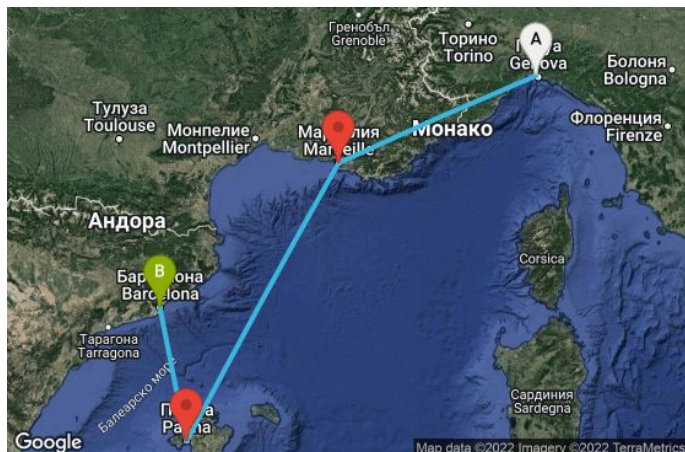 Гренобъл
Grenoble
Торино
Torino
A
Genova
Болоня
Bologna
Тулуза
Toulouse
Монпелие
Montpellier
Marseille
Монако
Флоренция
Firenze
Андора
B
Barcelona
Corsica
Тарагона
Tarragona
Балеарско море
Сардиния
Sardegna
Palma
Google
Map data ©2022 Imagery ©2022 TerraMetrics